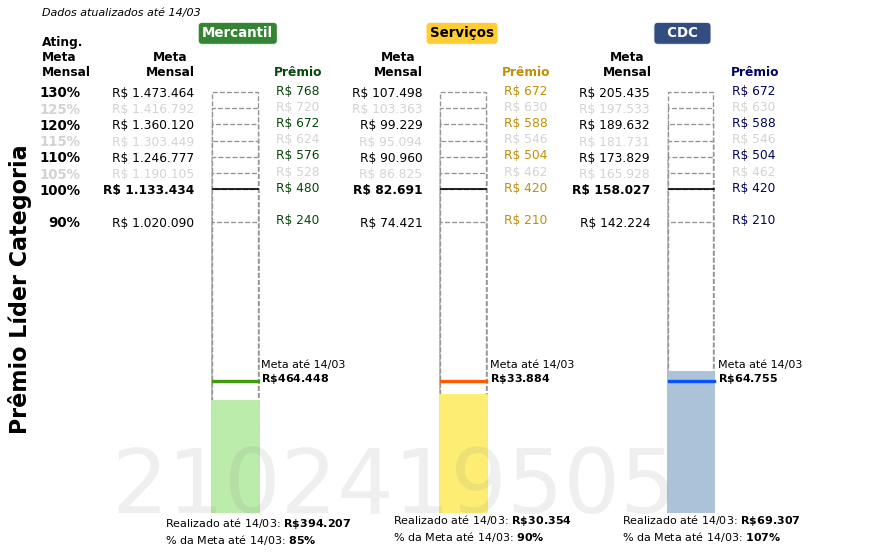 Dados atualizados até 14/03
Mercantil Serviços CDC
Ating.
Meta Meta Meta Meta
Mensal Mensal Prêmio Mensal Prêmio Mensal Prêmio
130% R$ 1.473.464 R$ 768 R$ 107.498 R$ 672 R$ 205.435 R$ 672
125% R$ 1.416.792 R$ 720 R$ 103.363 R$ 630 R$ 197.533 R$ 630
120% R$ 1.360.120 R$ 672 R$ 99.229 R$ 588 R$ 189.632 R$ 588
115% R$ 1.303.449 R$ 624 R$ 95.094 R$ 546 R$ 181.731 R$ 546
110% R$ 1.246.777 R$ 576 R$ 90.960 R$ 504 R$ 173.829 R$ 504
105% R$ 1.190.105 R$ 528 R$ 86.825 R$ 462 R$ 165.928 R$ 462
100% R$ 1.133.434 R$ 480 R$ 82.691 R$ 420 R$ 158.027 R$ 420
90% R$ 1.020.090 R$ 240 R$ 74.421 R$ 210 R$ 142.224 R$ 210
Prêmio Líder Categoria
Meta até 14/03 Meta até 14/03 Meta até 14/03
R$464.448 R$33.884 R$64.755
2102419505
Realizado até 14/03: R$394.207 Realizado até 14/03: R$30.354 Realizado até 14/03: R$69.307
% da Meta até 14/03: 85% % da Meta até 14/03: 90% % da Meta até 14/03: 107%